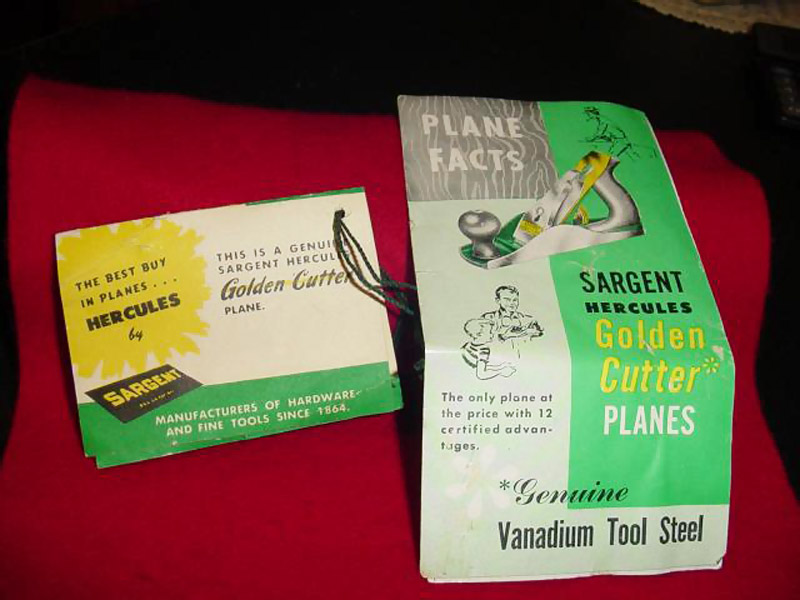 THE BEST BUY
IN PLANES...
HERCULES
by
SARGENT
THIS IS A
SARGENT
Golden Cutter
PLANE.
MANUFACTURERS OF HARDWARE
AND FINE TOOLS SINCE 1864.
PLANE
FACTS
SARGENT
HERCULES
Golden
Cutter*
PLANES
The only plane at
the price with 12
certified advan-
tages.
*Genuine
Vanadium Tool Steel